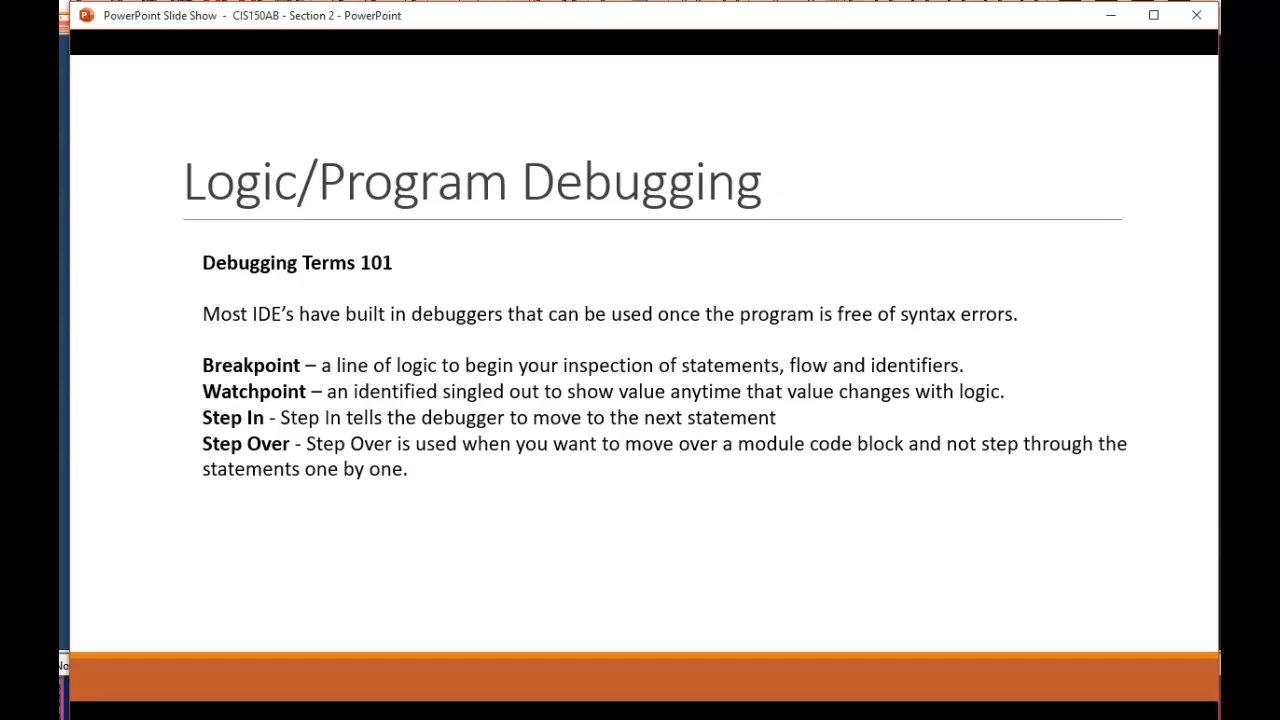 PowerPoint Slide Show - CIS150AB - Section 2 - PowerPoint
Logic/Program Debugging
Debugging Terms 101
Most IDE’s have built in debuggers that can be used once the program is free of syntax errors.
Breakpoint – a line of logic to begin your inspection of statements, flow and identifiers.
Watchpoint – an identified singled out to show value anytime that value changes with logic.
Step In - Step In tells the debugger to move to the next statement
Step Over - Step Over is used when you want to move over a module code block and not step through the
statements one by one.